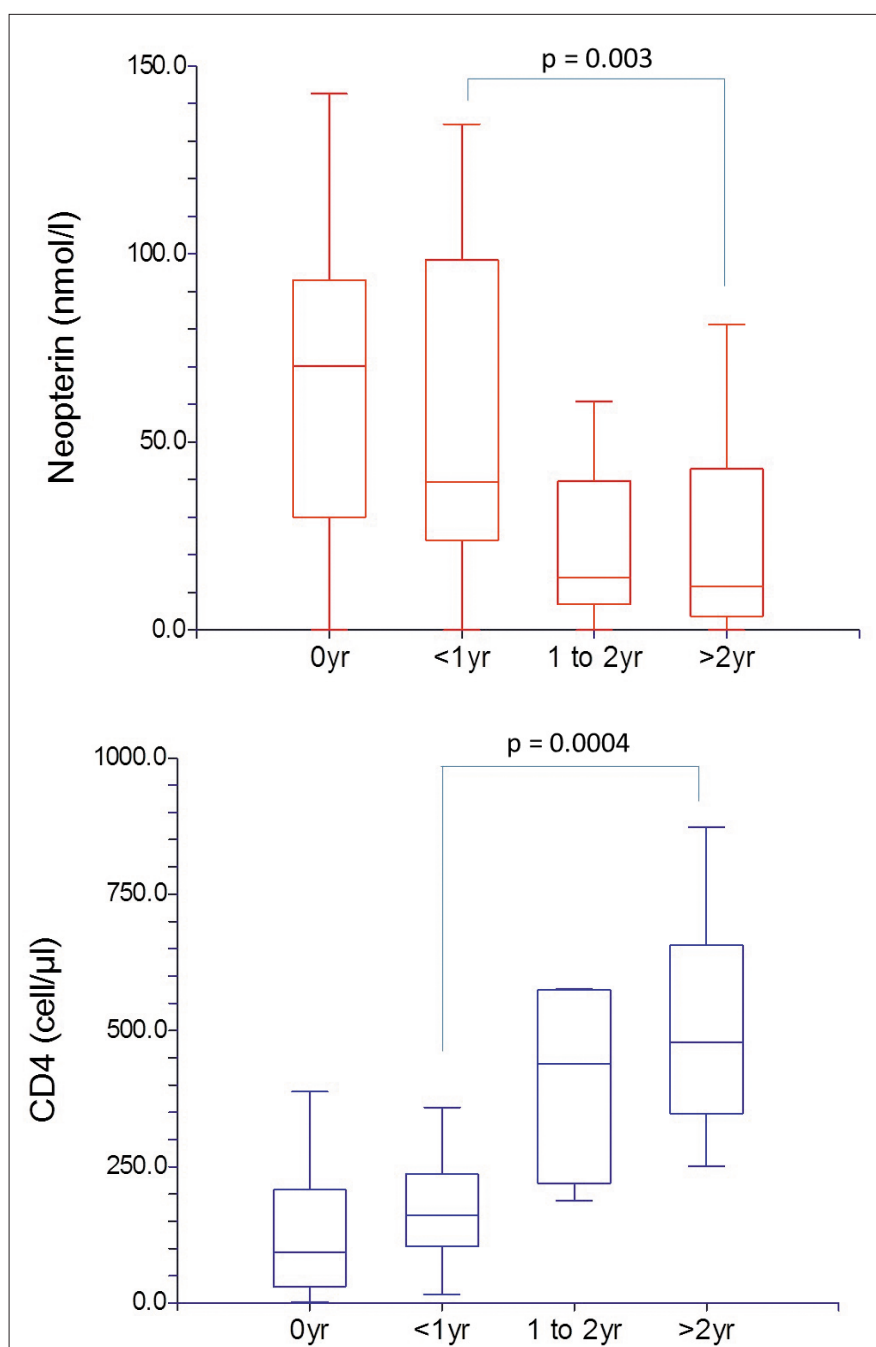 p = 0.003
150.0
100.0
50.0
0.0
Neopterin (nmol/l)
0yr <1yr 1 to 2yr >2yr
p = 0.0004
1000.0
750.0
500.0
250.0
0.0
CD4 (cell/µl)
0yr <1yr 1 to 2yr >2yr